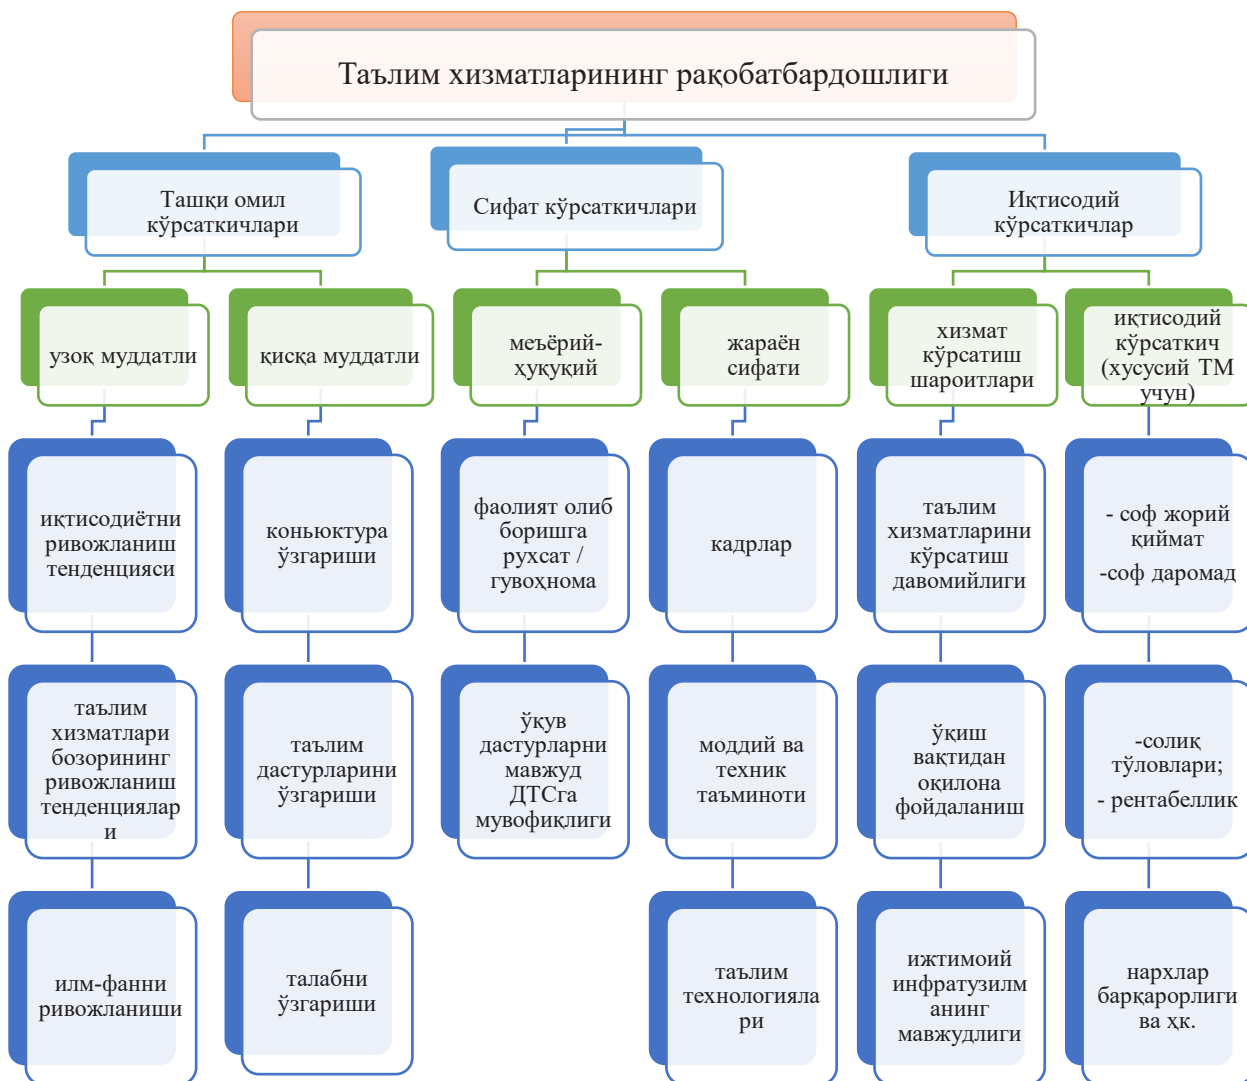 Таълим хизматларининг рақобатбардошлиги
Ташқи омил
кўрсаткичлари
Сифат кўрсаткичлари
Иқтисодий
кўрсаткичлар
узоқ муддатли
қисқа муддатли
меъёрий-
ҳуқуқий
жараён
сифати
хизмат
кўрсатиш
шароитлари
иқтисодий
кўрсаткич
(хусусий ТМ
учун)
иқтисодиётни
ривожланиш
тенденцияси
коньюктура
ўзгариши
фаолият олиб
боришга
рухсат /
гувоҳнома
кадрлар
таълим
хизматларини
кўрсатиш
давомийлиги
- соф жорий
қиймат
-соф даромад
таълим
хизматлари
бозорининг
ривожланиш
тенденциялар
и
таълим
дастурларини
ўзгариши
ўқув
дастурларни
мавжуд
ДТСга
мувофиқлиги
моддий ва
техник
таъминоти
ўқиш
вақтидан
оқилона
фойдаланиш
-солиқ
тўловлари;
- рентабеллик
илм-фанни
ривожланиши
талабни
ўзгариши
таълим
технологияла
ри
ижтимоий
инфратузилм
анинг
мавжудлиги
нархлар
барқарорлиги
ва ҳк.